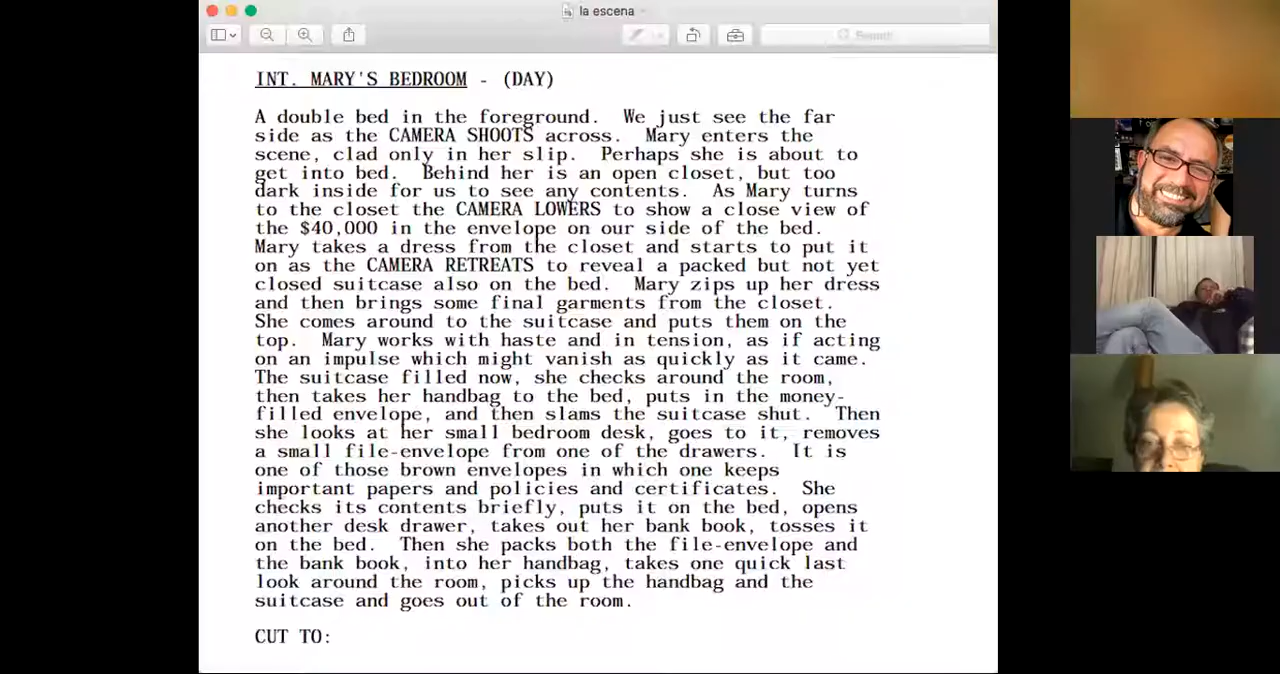 la escena
Search
INT. MARY'S BEDROOM - (DAY)
A double bed in the foreground. We just see the far
side as the CAMERA SHOOTS across. Mary enters the
scene, clad only in her slip. Perhaps she is about to
get into bed. Behind her is an open closet, but too
dark inside for us to see any contents. As Mary turns
to the closet the CAMERA LOWERS to show a close view of
the $40,000 in the envelope on our side of the bed.
Mary takes a dress from the closet and starts to put it
on as the CAMERA RETREATS to reveal a packed but not yet
closed suitcase also on the bed. Mary zips up her dress
and then brings some final garments from the closet.
She comes around to the suitcase and puts them on the
top. Mary works with haste and in tension, as if acting
on an impulse which might vanish as quickly as it came.
The suitcase filled now, she checks around the room,
then takes her handbag to the bed, puts in the money-
filled envelope, and then slams the suitcase shut. Then
she looks at her small bedroom desk, goes to it, removes
a small file-envelope from one of the drawers. It is
one of those brown envelopes in which one keeps
important papers and policies and certificates. She
checks its contents briefly, puts it on the bed, opens
another desk drawer, takes out her bank book, tosses it
on the bed. Then she packs both the file-envelope and
the bank book, into her handbag, takes one quick last
look around the room, picks up the handbag and the
suitcase and goes out of the room.
CUT TO: